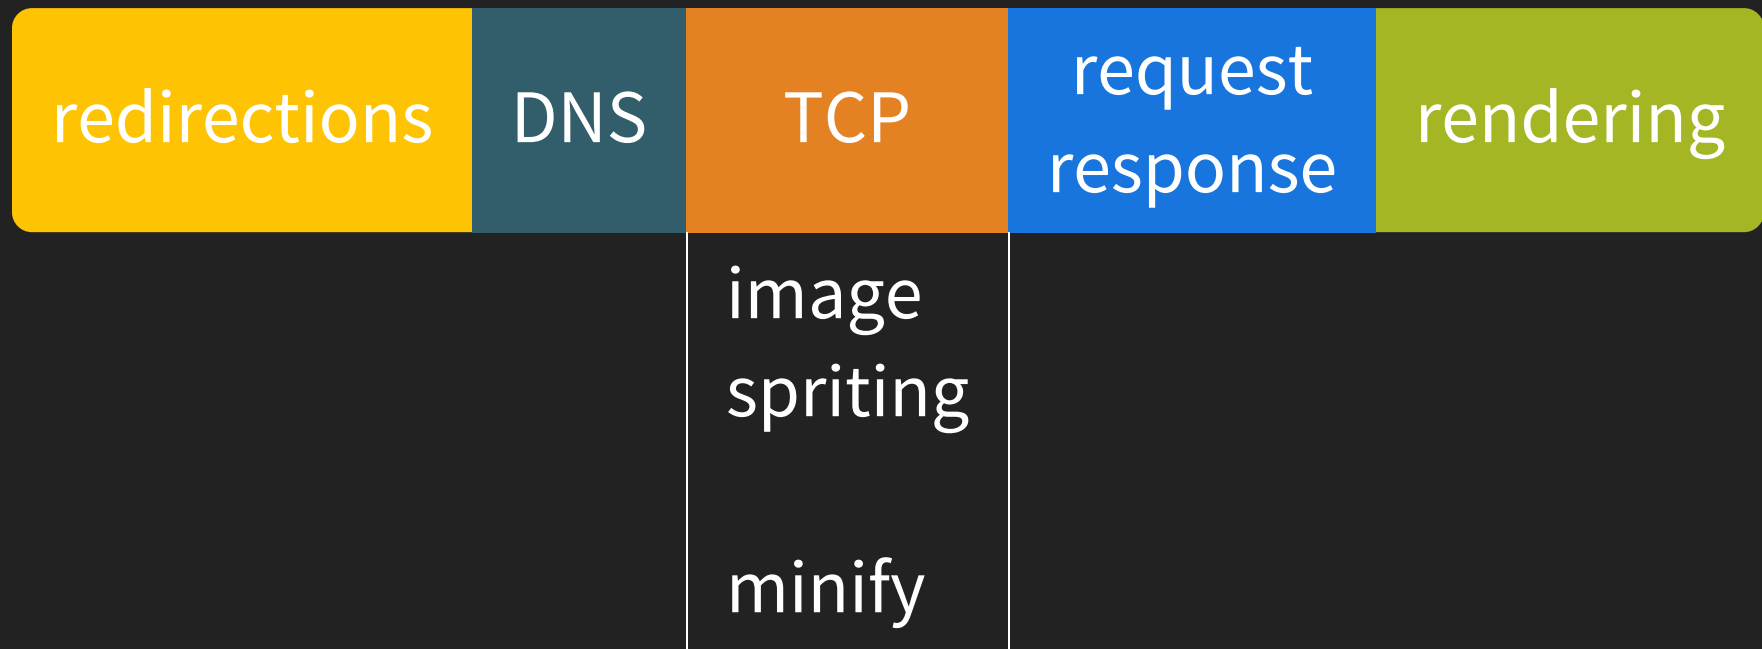 redirections
DNS
TCP
request
response
rendering
image
spriting
minify